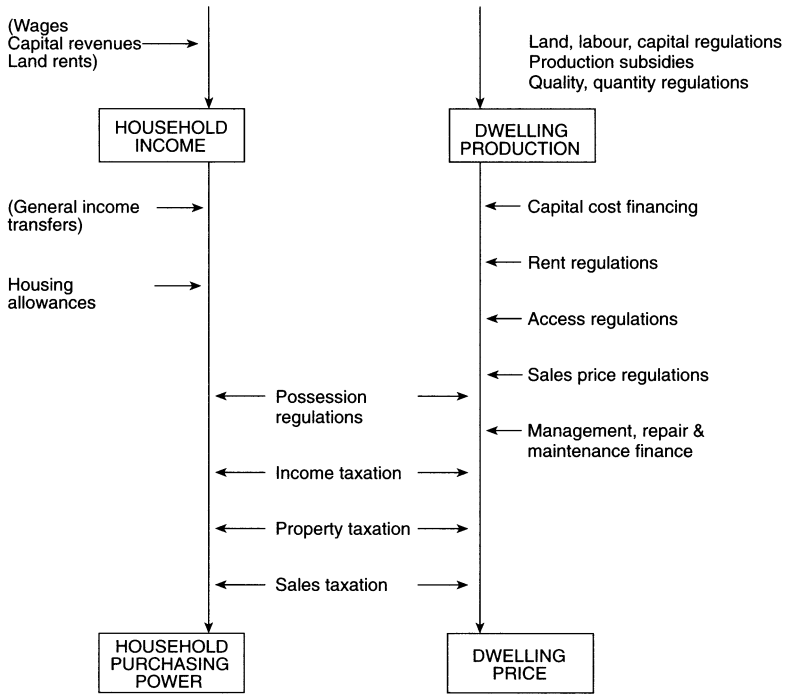 (Wages
Capital revenues
Land rents)
Land, labour, capital regulations
Production subsidies
Quality, quantity regulations
HOUSEHOLD
INCOME
DWELLING
PRODUCTION
(General income
transfers)
Capital cost financing
Rent regulations
Housing
allowances
Access regulations
Sales price regulations
Possession
regulations
Management, repair &
maintenance finance
Income taxation
Property taxation
Sales taxation
HOUSEHOLD
PURCHASING
POWER
DWELLING
PRICE